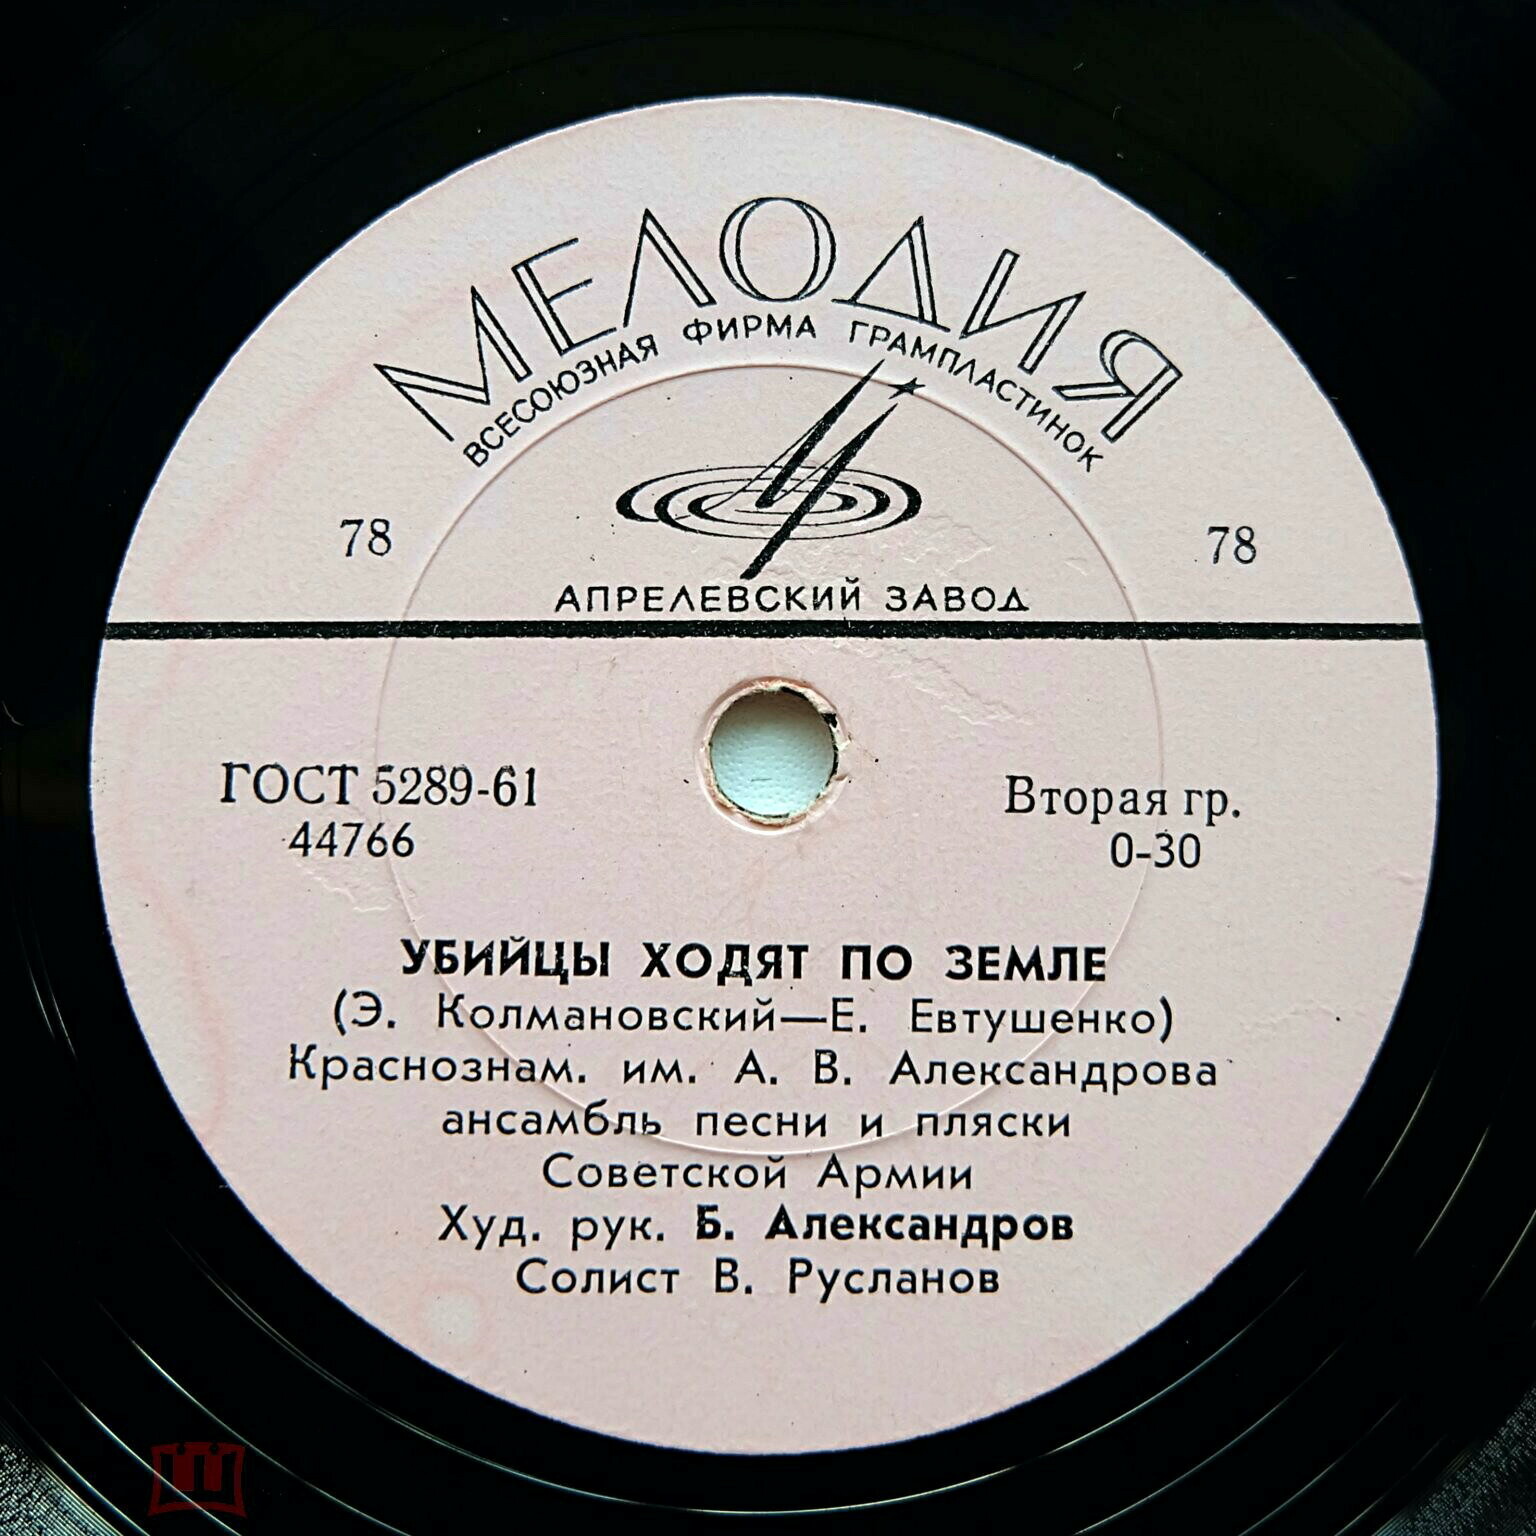 МЕЛОДИЯ
ВСЕСОЮЗНАЯ ФИРМА ГРАМПЛАСТИНОК
78 78
АПРЕЛЕВСКИЙ ЗАВОД
ГОСТ 5289-61 Вторая гр.
44766 0-30
УБИЙЦЫ ХОДЯТ ПО ЗЕМЛЕ
(Э. Колмановский—Е. Евтушенко)
Краснознам. им. А. В. Александрова
ансамбль песни и пляски
Советской Армии
Худ. рук. Б. Александров
Солист В. Русланов